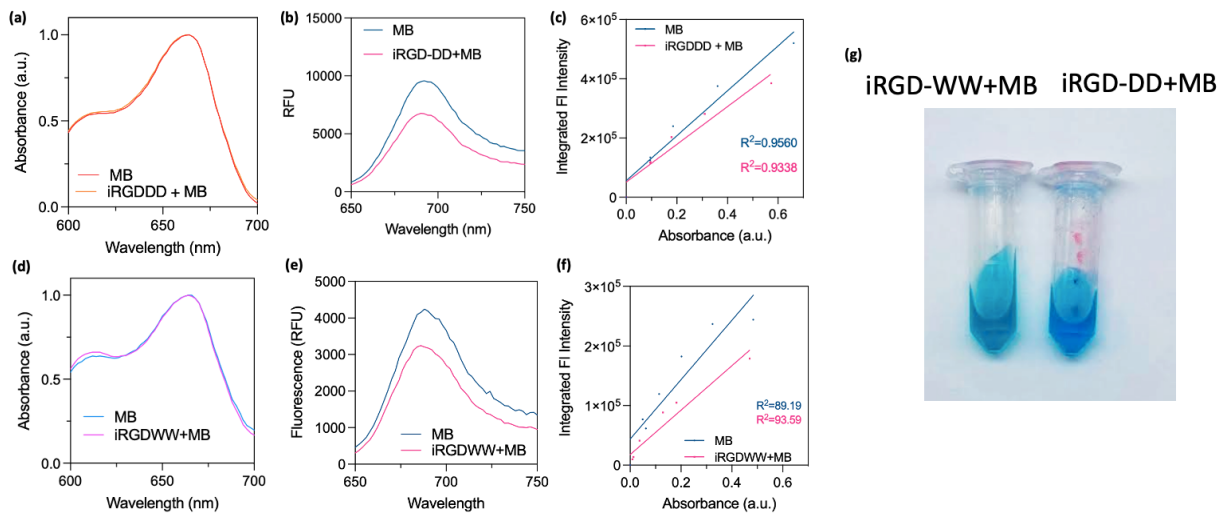 (a)
1.0
0.5
0.0
600
650
700
Absorbance (a.u.)
Wavelength (nm)
MB
iRGDDD + MB
(b)
15000
10000
5000
0
650
700
750
RFU
Wavelength (nm)
MB
iRGD-DD+MB
(c)
6×10⁵
4×10⁵
2×10⁵
0
0.0
0.2
0.4
0.6
Integrated FI Intensity
Absorbance (a.u.)
MB
iRGDDD + MB
R²=0.9560
R²=0.9338
(d)
1.0
0.5
0.0
600
650
700
Absorbance (a.u.)
Wavelength (nm)
MB
iRGDWW+MB
(e)
5000
4000
3000
2000
1000
0
650
700
750
Fluorescence (RFU)
Wavelength
MB
iRGDWW+MB
(f)
3×10⁵
2×10⁵
1×10⁵
0
0.0
0.2
0.4
0.6
Integrated FI Intensity
Absorbance (a.u.)
R²=89.19
R²=93.59
MB
iRGDWW+MB
(g)
iRGD-WW+MB
iRGD-DD+MB